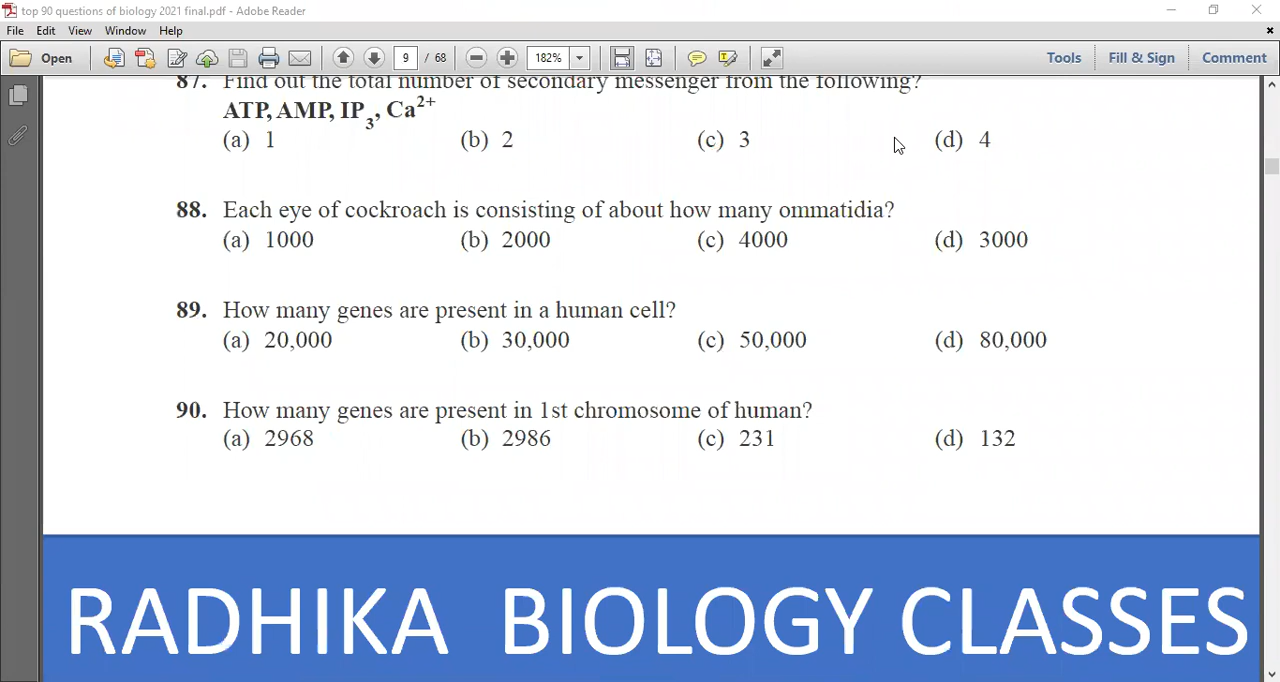 top 90 questions of biology 2021 final.pdf - Adobe Reader
File Edit View Window Help
Open 9 / 68 182% Tools Fill & Sign Comment
87. Find out the total number of secondary messenger from the following?
ATP, AMP, IP₃, Ca²⁺
(a) 1 (b) 2 (c) 3 (d) 4
88. Each eye of cockroach is consisting of about how many ommatidia?
(a) 1000 (b) 2000 (c) 4000 (d) 3000
89. How many genes are present in a human cell?
(a) 20,000 (b) 30,000 (c) 50,000 (d) 80,000
90. How many genes are present in 1st chromosome of human?
(a) 2968 (b) 2986 (c) 231 (d) 132
RADHIKA BIOLOGY CLASSES